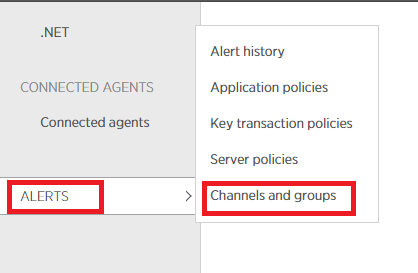 .NET
CONNECTED AGENTS
Connected agents
ALERTS
Alert history
Application policies
Key transaction policies
Server policies
Channels and groups